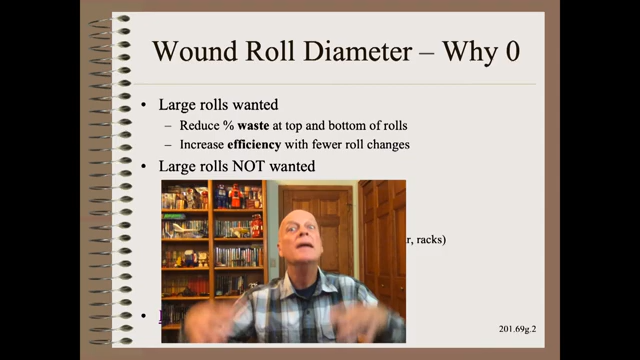 Wound Roll Diameter – Why 0
• Large rolls wanted
– Reduce % waste at top and bottom of rolls
– Increase efficiency with fewer roll changes
• Large rolls NOT wanted
r, racks)
•
201.69g.2